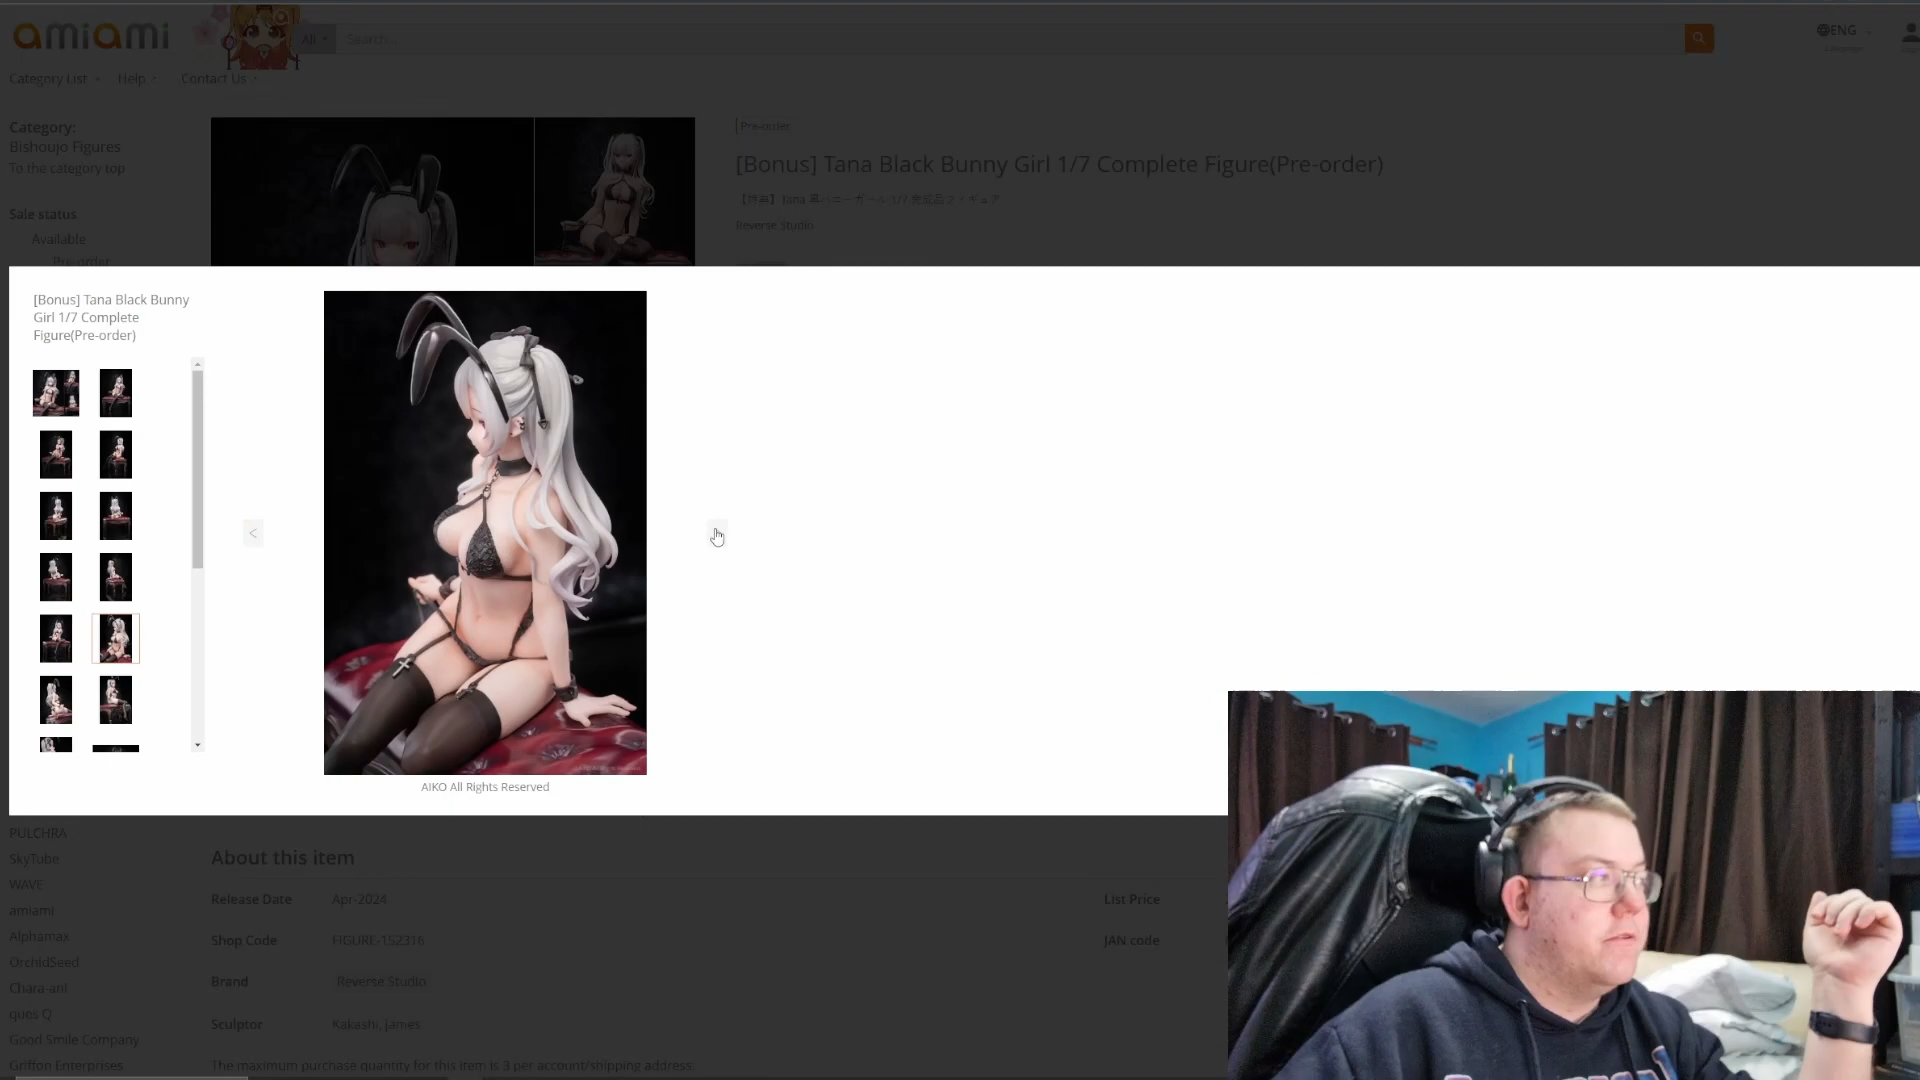 amiami
All
Search...
ENG
Category List
Help
Contact Us
Category:
Bishoujo Figures
To the category top
Sale status
Available
Pre-order
Pre-order
[Bonus] Tana Black Bunny Girl 1/7 Complete Figure(Pre-order)
Reverse Studio
[Bonus] Tana Black Bunny
Girl 1/7 Complete
Figure(Pre-order)
<
AIKO All Rights Reserved
PULCHRA
SkyTube
WAVE
amiami
Alphamax
OrchidSeed
Chara-ani
ques Q
Good Smile Company
Griffon Enterprises
About this item
Release Date
Apr-2024
List Price
Shop Code
FIGURE-152316
JAN code
Brand
Reverse Studio
Sculptor
Kakashi, James
The maximum purchase quantity for this item is 3 per account/shipping address.